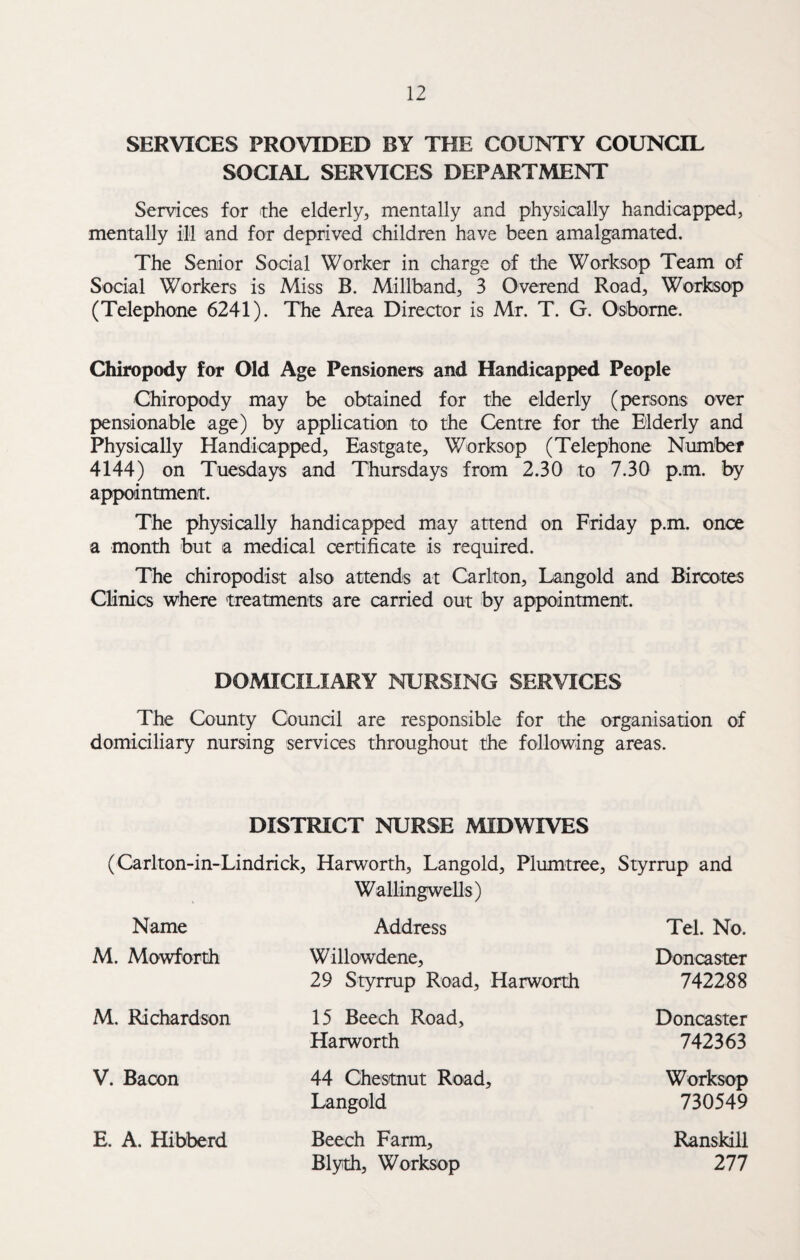 12
SERVICES PROVIDED BY THE COUNTY COUNCIL
SOCIAL SERVICES DEPARTMENT
Services for the elderly, mentally and physically handicapped,
mentally ill and for deprived children have been amalgamated.
The Senior Social Worker in charge of the Worksop Team of
Social Workers is Miss B. Millband, 3 Overend Road, Worksop
(Telephone 6241). The Area Director is Mr. T. G. Osborne.
Chiropody for Old Age Pensioners and Handicapped People
Chiropody may be obtained for the elderly (persons over
pensionable age) by application to the Centre for the Elderly and
Physically Handicapped, Eastgate, Worksop (Telephone Number
4144) on Tuesdays and Thursdays from 2.30 to 7.30 p.m. by
appointment.
The physically handicapped may attend on Friday p.m. once
a month but a medical certificate is required.
The chiropodist also attends at Carlton, Langold and Bircotes
Clinics where treatments are carried out by appointment.
DOMICILIARY NURSING SERVICES
The County Council are responsible for the organisation of
domiciliary nursing services throughout the following areas.
DISTRICT NURSE MIDWIVES
(Carlton-in-Lindrick, Harworth, Langold, Plumtree, Styrrup and
Wallingwells)
Name Address Tel. No.
M. Mowforth Willowdene, Doncaster
29 Styrrup Road, Harworth 742288
M. Richardson 15 Beech Road, Doncaster
Harworth 742363
V. Bacon 44 Chestnut Road, Worksop
Langold 730549
E. A. Hibberd Beech Farm, Ranskill
Blyth, Worksop 277